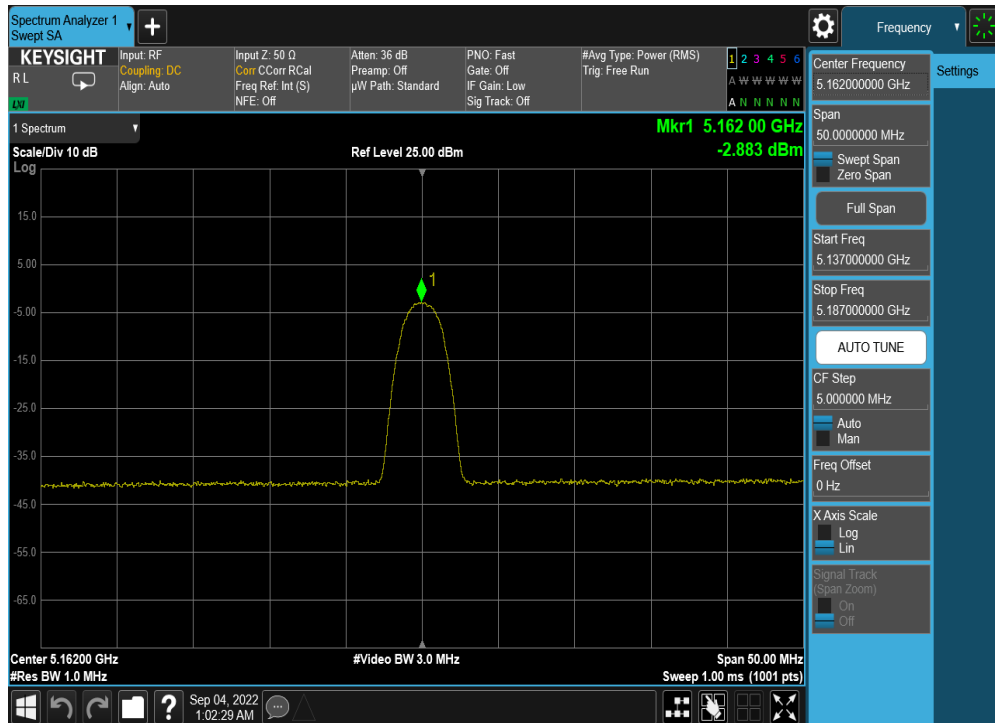 Spectrum Analyzer 1
Swept SA
Frequency
KEYSIGHT
R L
LXI
Input: RF
Coupling: DC
Align: Auto
Input Z: 50 Ω
Corr CCorr RCal
Freq Ref: Int (S)
NFE: Off
Atten: 36 dB
Preamp: Off
µW Path: Standard
PNO: Fast
Gate: Off
IF Gain: Low
Sig Track: Off
#Avg Type: Power (RMS)
Trig: Free Run
1 2 3 4 5 6
A W W W W W
A N N N N N
1 Spectrum
Mkr1 5.162 00 GHz
-2.883 dBm
Scale/Div 10 dB
Ref Level 25.00 dBm
Log
15.0
5.00
-5.00
-15.0
-25.0
-35.0
-45.0
-55.0
-65.0
1
Center 5.16200 GHz
#Video BW 3.0 MHz
Span 50.00 MHz
#Res BW 1.0 MHz
Sweep 1.00 ms (1001 pts)
Center Frequency
5.162000000 GHz
Settings
Span
50.0000000 MHz
Swept Span
Zero Span
Full Span
Start Freq
5.137000000 GHz
Stop Freq
5.187000000 GHz
AUTO TUNE
CF Step
5.000000 MHz
Auto
Man
Freq Offset
0 Hz
X Axis Scale
Log
Lin
Signal Track
(Span Zoom)
On
Off
?
Sep 04, 2022
1:02:29 AM